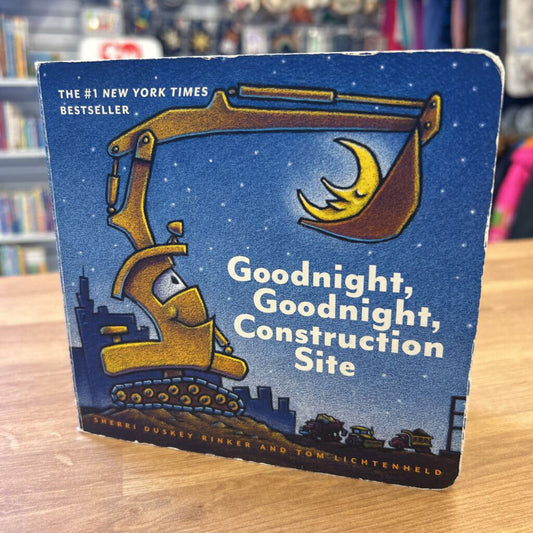 THE #1 NEW YORK TIMES
BESTSELLER
Goodnight,
Goodnight,
Construction
Site
SHERRI DUSKEY RINKER AND TOM LICHTENHELD